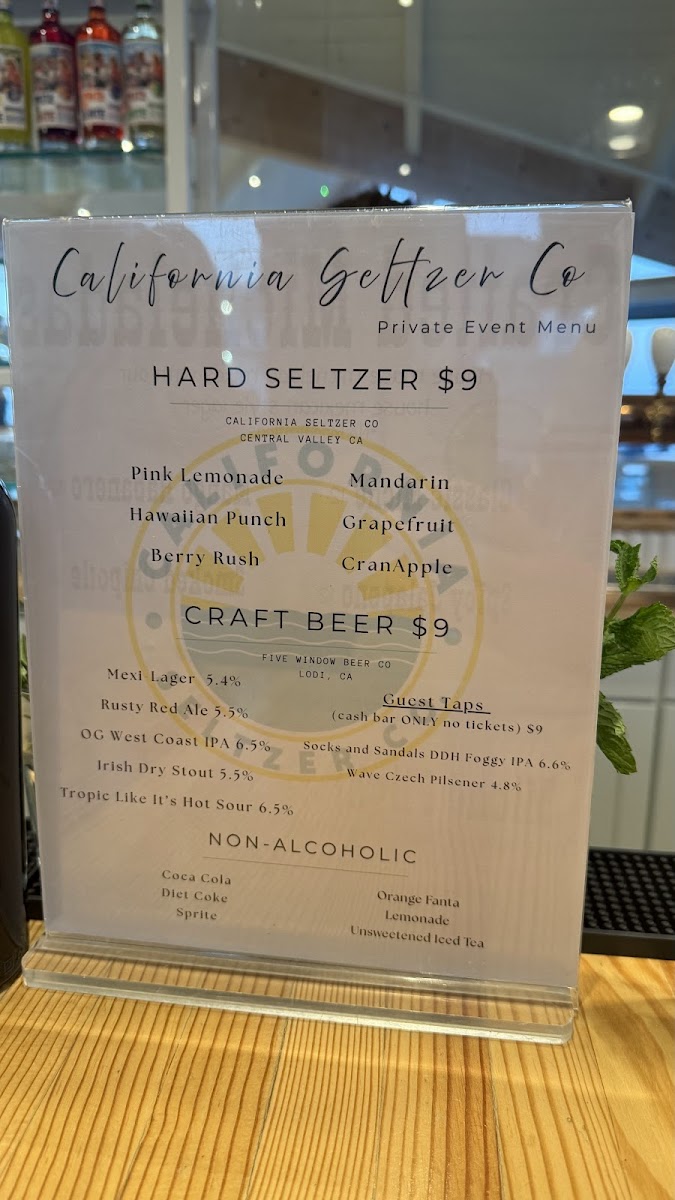 California Seltzer Co
Private Event Menu
HARD SELTZER $9
CALIFORNIA SELTZER CO
CENTRAL VALLEY CA
Pink Lemonade
Hawaiian Punch
Berry Rush
Mandarin
Grapefruit
CranApple
CRAFT BEER $9
FIVE WINDOW BEER CO
LODI, CA
Mexi Lager 5.4%
Rusty Red Ale 5.5%
OG West Coast IPA 6.5%
Irish Dry Stout 5.5%
Tropic Like It's Hot Sour 6.5%
Guest Taps
(cash bar ONLY no tickets) $9
Socks and Sandals DDH Foggy IPA 6.6%
Wave Czech Pilsener 4.8%
NON-ALCOHOLIC
Coca Cola
Diet Coke
Sprite
Orange Fanta
Lemonade
Unsweetened Iced Tea
CALIFORNIA
SELTZER CO